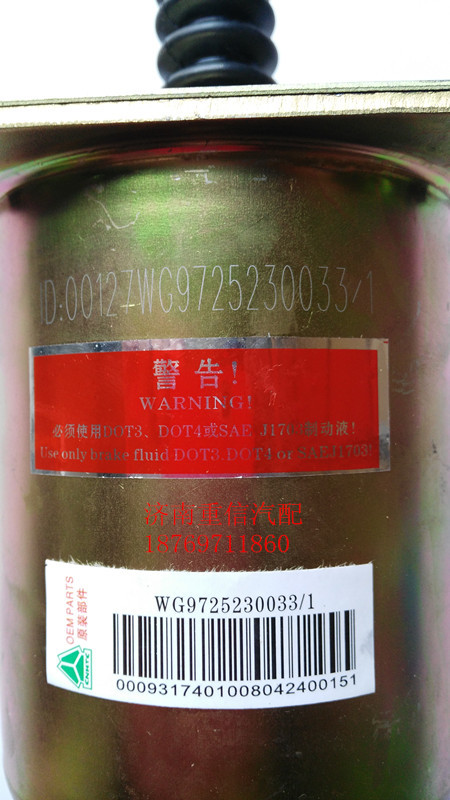 ID:00127WG9725230033/1
警告!
WARNING!
必须使用DOT3、DOT4或SAE J1703制动液!
Use only brake fluid DOT3.DOT4 or SAEJ1703!
济南重信汽配
18769711860
OEM PARTS
原装部件
CNHTC
WG9725230033/1
0009317401008042400151